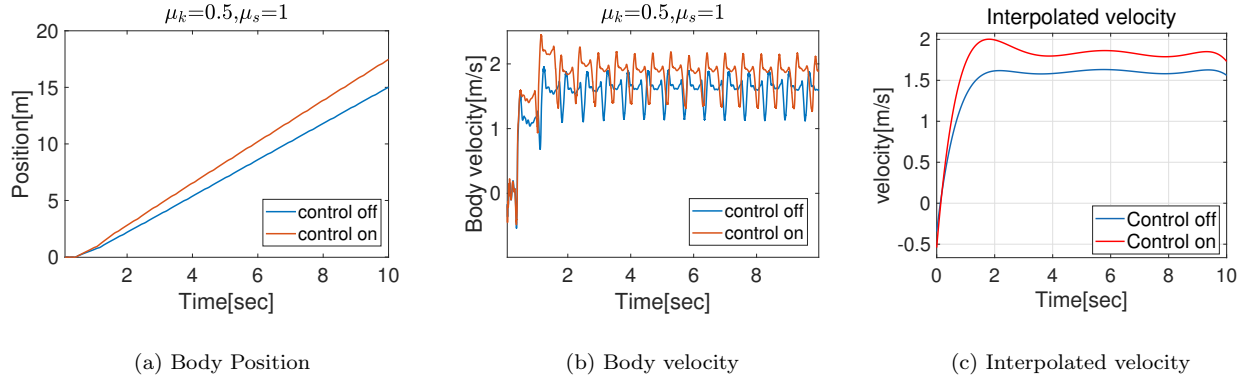 μk=0.5,μs=1
20
15
10
5
0
Position[m]
2 4 6 8 10
Time[sec]
control off
control on
(a) Body Position
μk=0.5,μs=1
2
1
0
Body velocity[m/s]
2 4 6 8
Time[sec]
control off
control on
(b) Body velocity
Interpolated velocity
2
1.5
1
0.5
0
-0.5
velocity[m/s]
0 2 4 6 8 10
Time[sec]
Control off
Control on
(c) Interpolated velocity